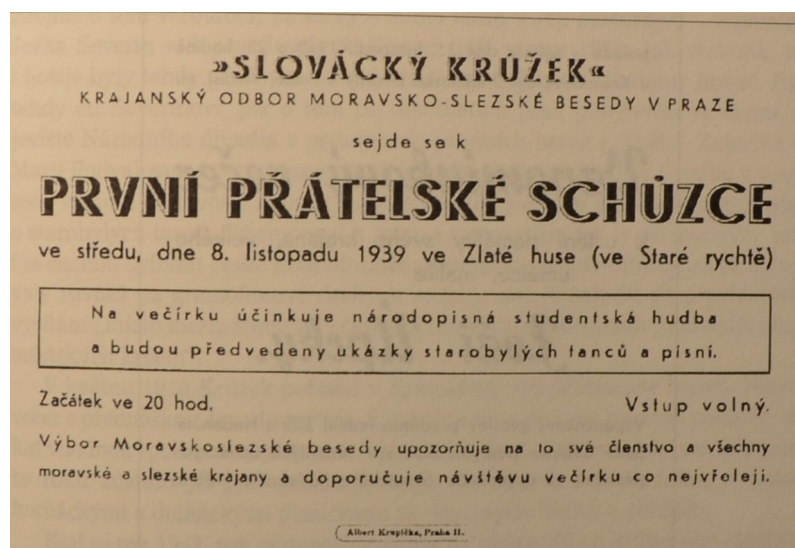 »SLOVÁCKÝ KRÚŽEK«
KRAJANSKÝ ODBOR MORAVSKO-SLEZSKÉ BESEDY V PRAZE
sejde se k
PRVNÍ PŘÁTELSKÉ SCHŮZCE
ve středu, dne 8. listopadu 1939 ve Zlaté huse (ve Staré rychtě)
Na večírku účinkuje národopisná studentská hudba
a budou předvedeny ukázky starobylých tanců a písní.
Začátek ve 20 hod.
Vstup volný.
Výbor Moravskoslezské besedy upozorňuje na to své členstvo a všechny
moravské a slezské krajany a doporučuje návštěvu večírku co nejvřeleji.
Albert Krupička, Praha II.